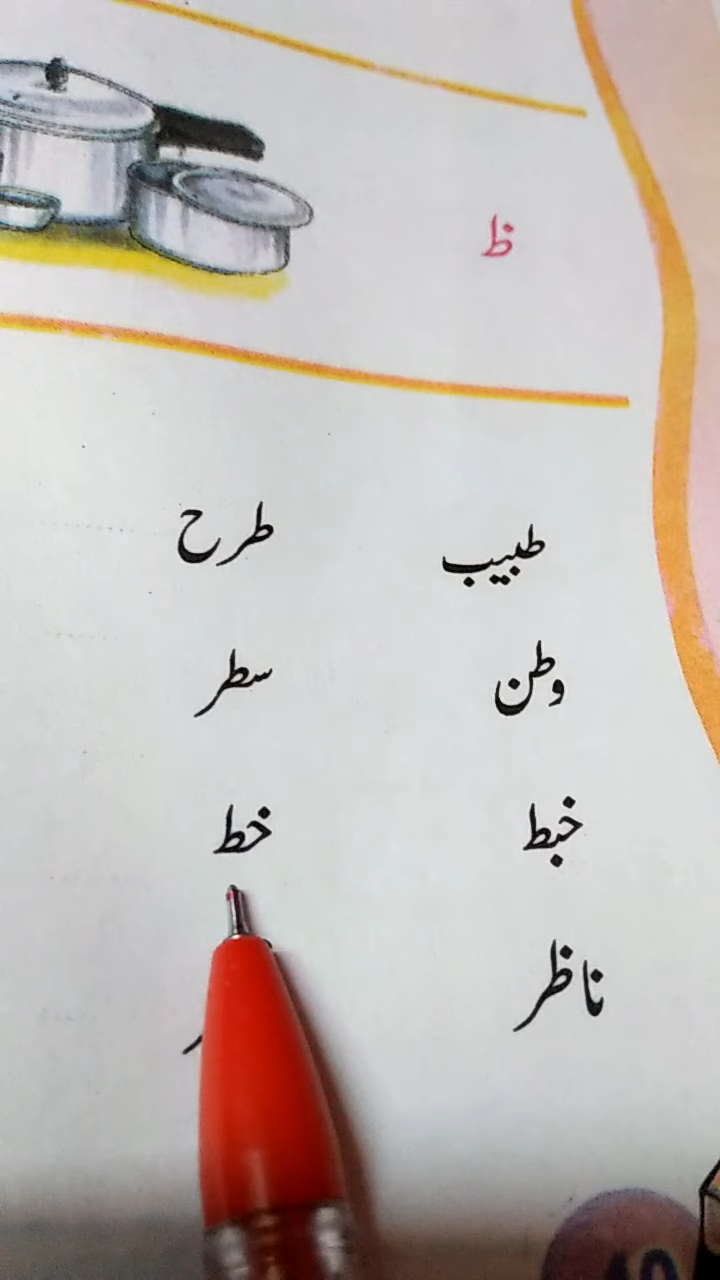 ظ
طبیب طرح
وطن سطر
خبط خط
ناظر